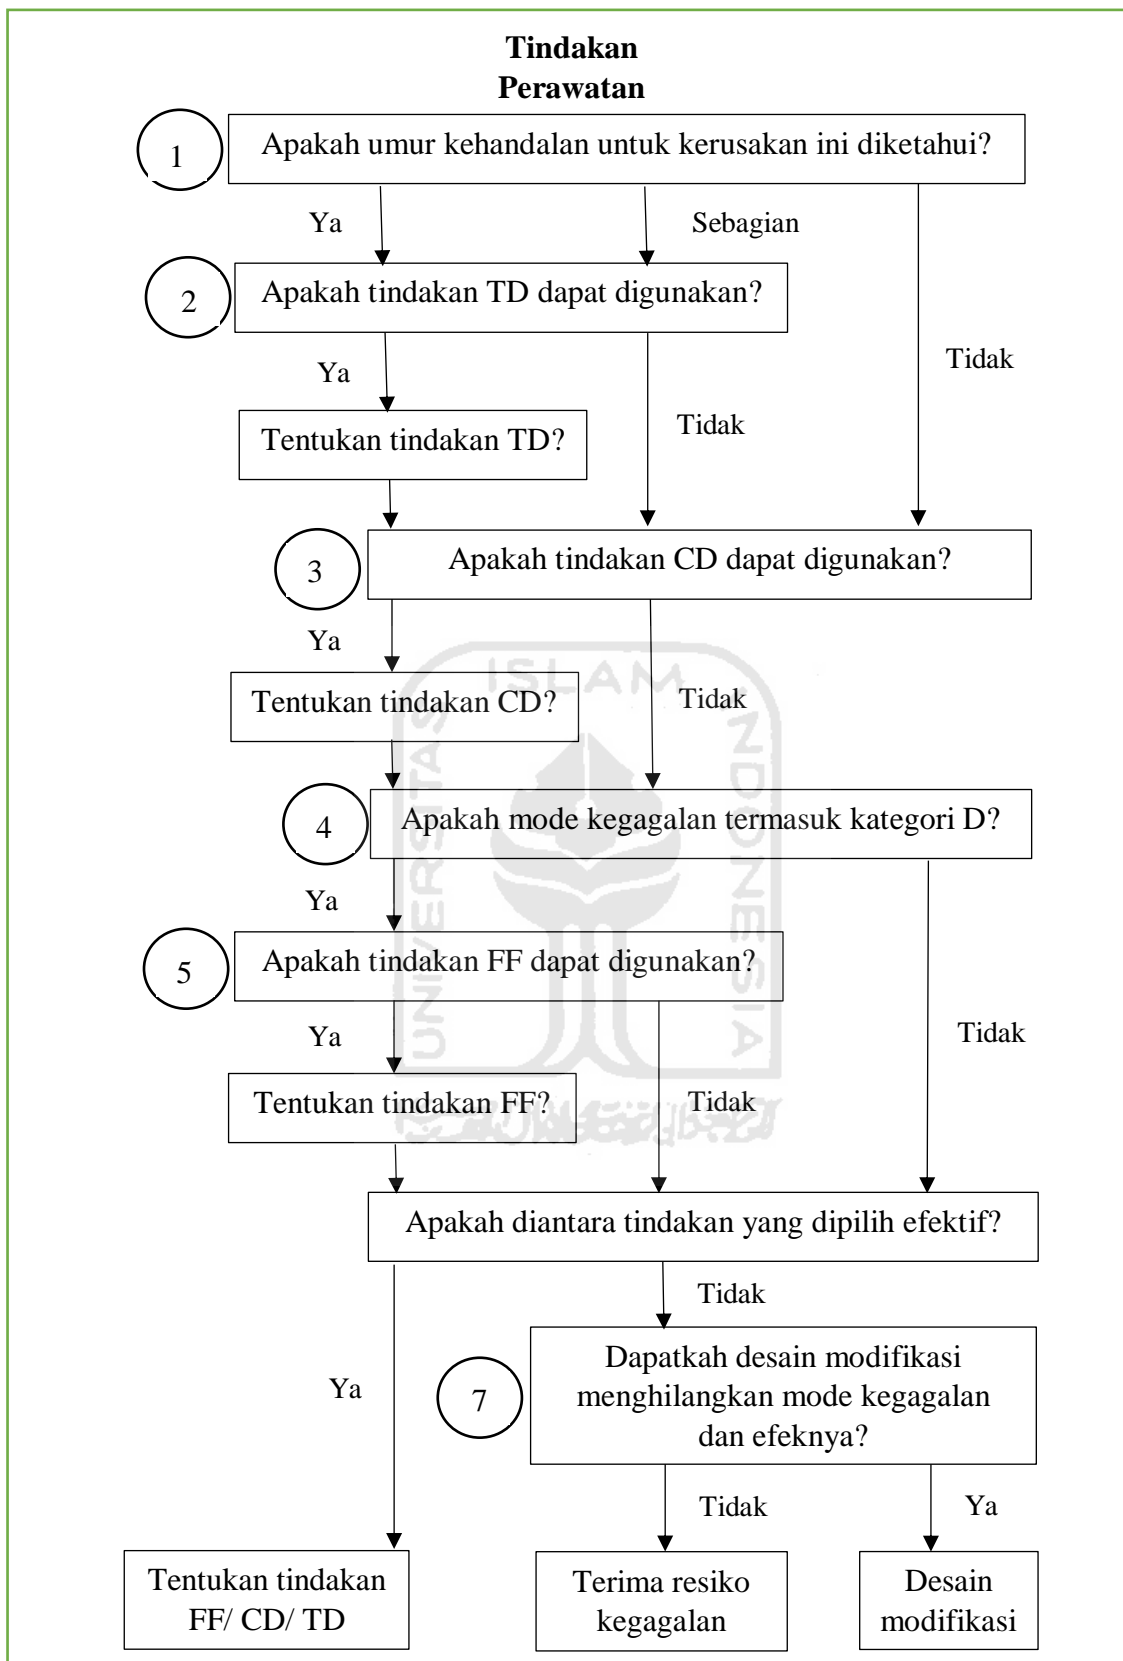 Tindakan
Perawatan
1
Apakah umur kehandalan untuk kerusakan ini diketahui?
Ya
Sebagian
2
Apakah tindakan TD dapat digunakan?
Tidak
Ya
Tidak
Tentukan tindakan TD?
3
Apakah tindakan CD dapat digunakan?
Ya
Tentukan tindakan CD?
Tidak
4
Apakah mode kegagalan termasuk kategori D?
Ya
5
Apakah tindakan FF dapat digunakan?
Ya
Tidak
Tentukan tindakan FF?
Tidak
Apakah diantara tindakan yang dipilih efektif?
Tidak
Ya
7
Dapatkah desain modifikasi
menghilangkan mode kegagalan
dan efeknya?
Tidak
Ya
Tentukan tindakan
FF/ CD/ TD
Terima resiko
kegagalan
Desain
modifikasi
UNIVERSITAS
ISLAM
INDONESIA